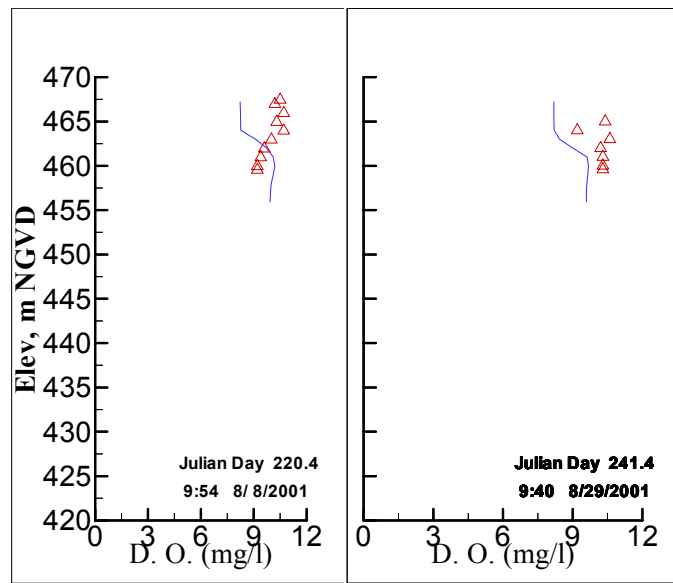 Elev, m NGVD
470
465
460
455
450
445
440
435
430
425
420
Julian Day 220.4
9:54 8/ 8/2001
0 3 6 9 12
D. O. (mg/l)
Julian Day 241.4
9:40 8/29/2001
0 3 6 9 12
D. O. (mg/l)